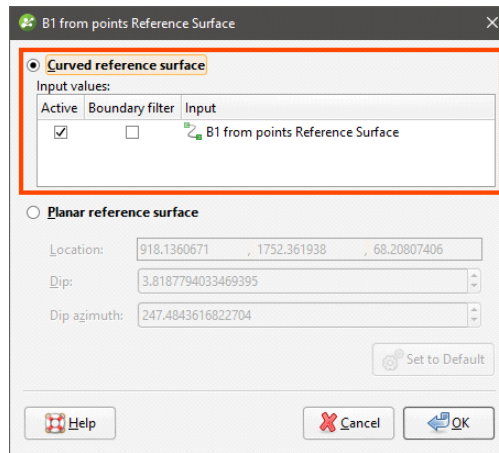 B1 from points Reference Surface
Curved reference surface
Input values:
Active Boundary filter Input
B1 from points Reference Surface
Planar reference surface
Location: 918.1360671 , 1752.361938 , 68.20807406
Dip: 3.8187794033469395
Dip azimuth: 247.4843616822704
Set to Default
Help Cancel OK